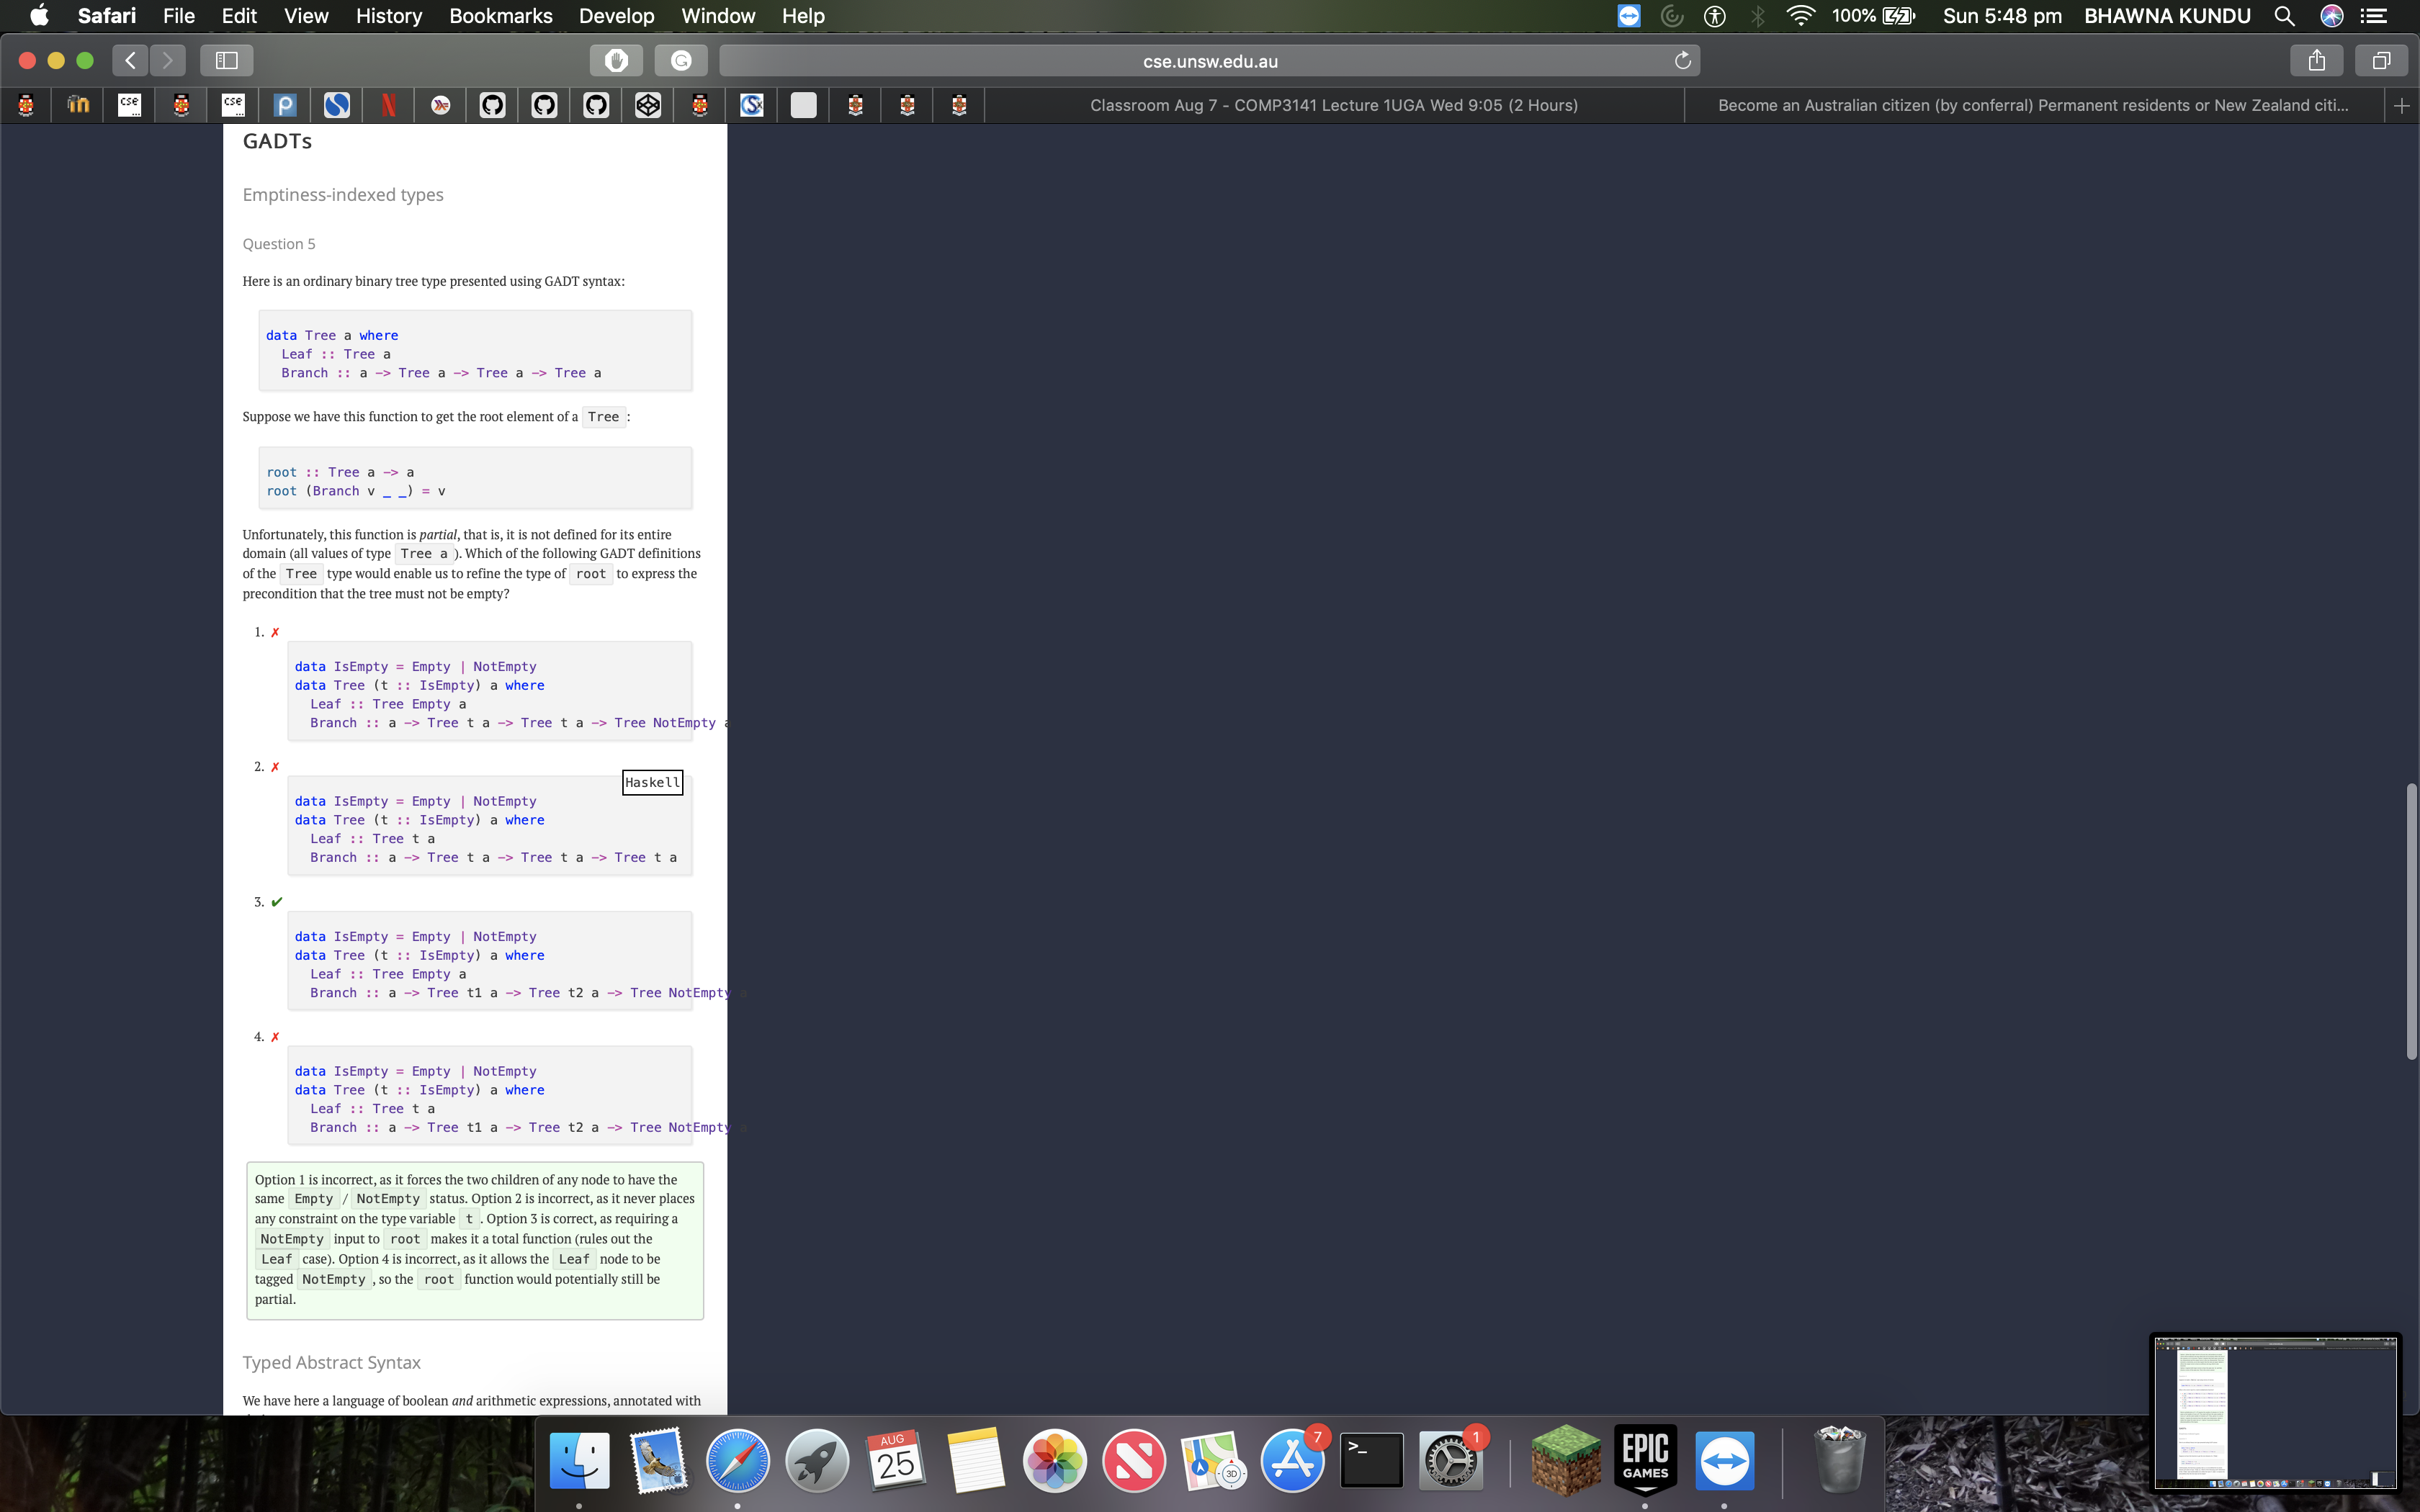 Safari File Edit View History Bookmarks Develop Window Help 100% Sun 5:48 pm BHAWNA KUNDU
cse.unsw.edu.au
Classroom Aug 7 - COMP3141 Lecture 1UGA Wed 9:05 (2 Hours) Become an Australian citizen (by conferral) Permanent residents or New Zealand citi...
GADTs
Emptiness-indexed types
Question 5
Here is an ordinary binary tree type presented using GADT syntax:
data Tree a where
Leaf :: Tree a
Branch :: a -> Tree a -> Tree a -> Tree a
Suppose we have this function to get the root element of a Tree :
root :: Tree a -> a
root (Branch v _ _) = v
Unfortunately, this function is partial, that is, it is not defined for its entire
domain (all values of type Tree a ). Which of the following GADT definitions
of the Tree type would enable us to refine the type of root to express the
precondition that the tree must not be empty?
1. ✗
data IsEmpty = Empty | NotEmpty
data Tree (t :: IsEmpty) a where
Leaf :: Tree Empty a
Branch :: a -> Tree t a -> Tree t a -> Tree NotEmpty a
2. ✗
Haskell
data IsEmpty = Empty | NotEmpty
data Tree (t :: IsEmpty) a where
Leaf :: Tree t a
Branch :: a -> Tree t a -> Tree t a -> Tree t a
3. ✔
data IsEmpty = Empty | NotEmpty
data Tree (t :: IsEmpty) a where
Leaf :: Tree Empty a
Branch :: a -> Tree t1 a -> Tree t2 a -> Tree NotEmpty a
4. ✗
data IsEmpty = Empty | NotEmpty
data Tree (t :: IsEmpty) a where
Leaf :: Tree t a
Branch :: a -> Tree t1 a -> Tree t2 a -> Tree NotEmpty a
Option 1 is incorrect, as it forces the two children of any node to have the
same Empty / NotEmpty status. Option 2 is incorrect, as it never places
any constraint on the type variable t . Option 3 is correct, as requiring a
NotEmpty input to root makes it a total function (rules out the
Leaf case). Option 4 is incorrect, as it allows the Leaf node to be
tagged NotEmpty , so the root function would potentially still be
partial.
Typed Abstract Syntax
We have here a language of boolean and arithmetic expressions, annotated with
AUG
25
3D
7
>_
1
EPIC
GAMES